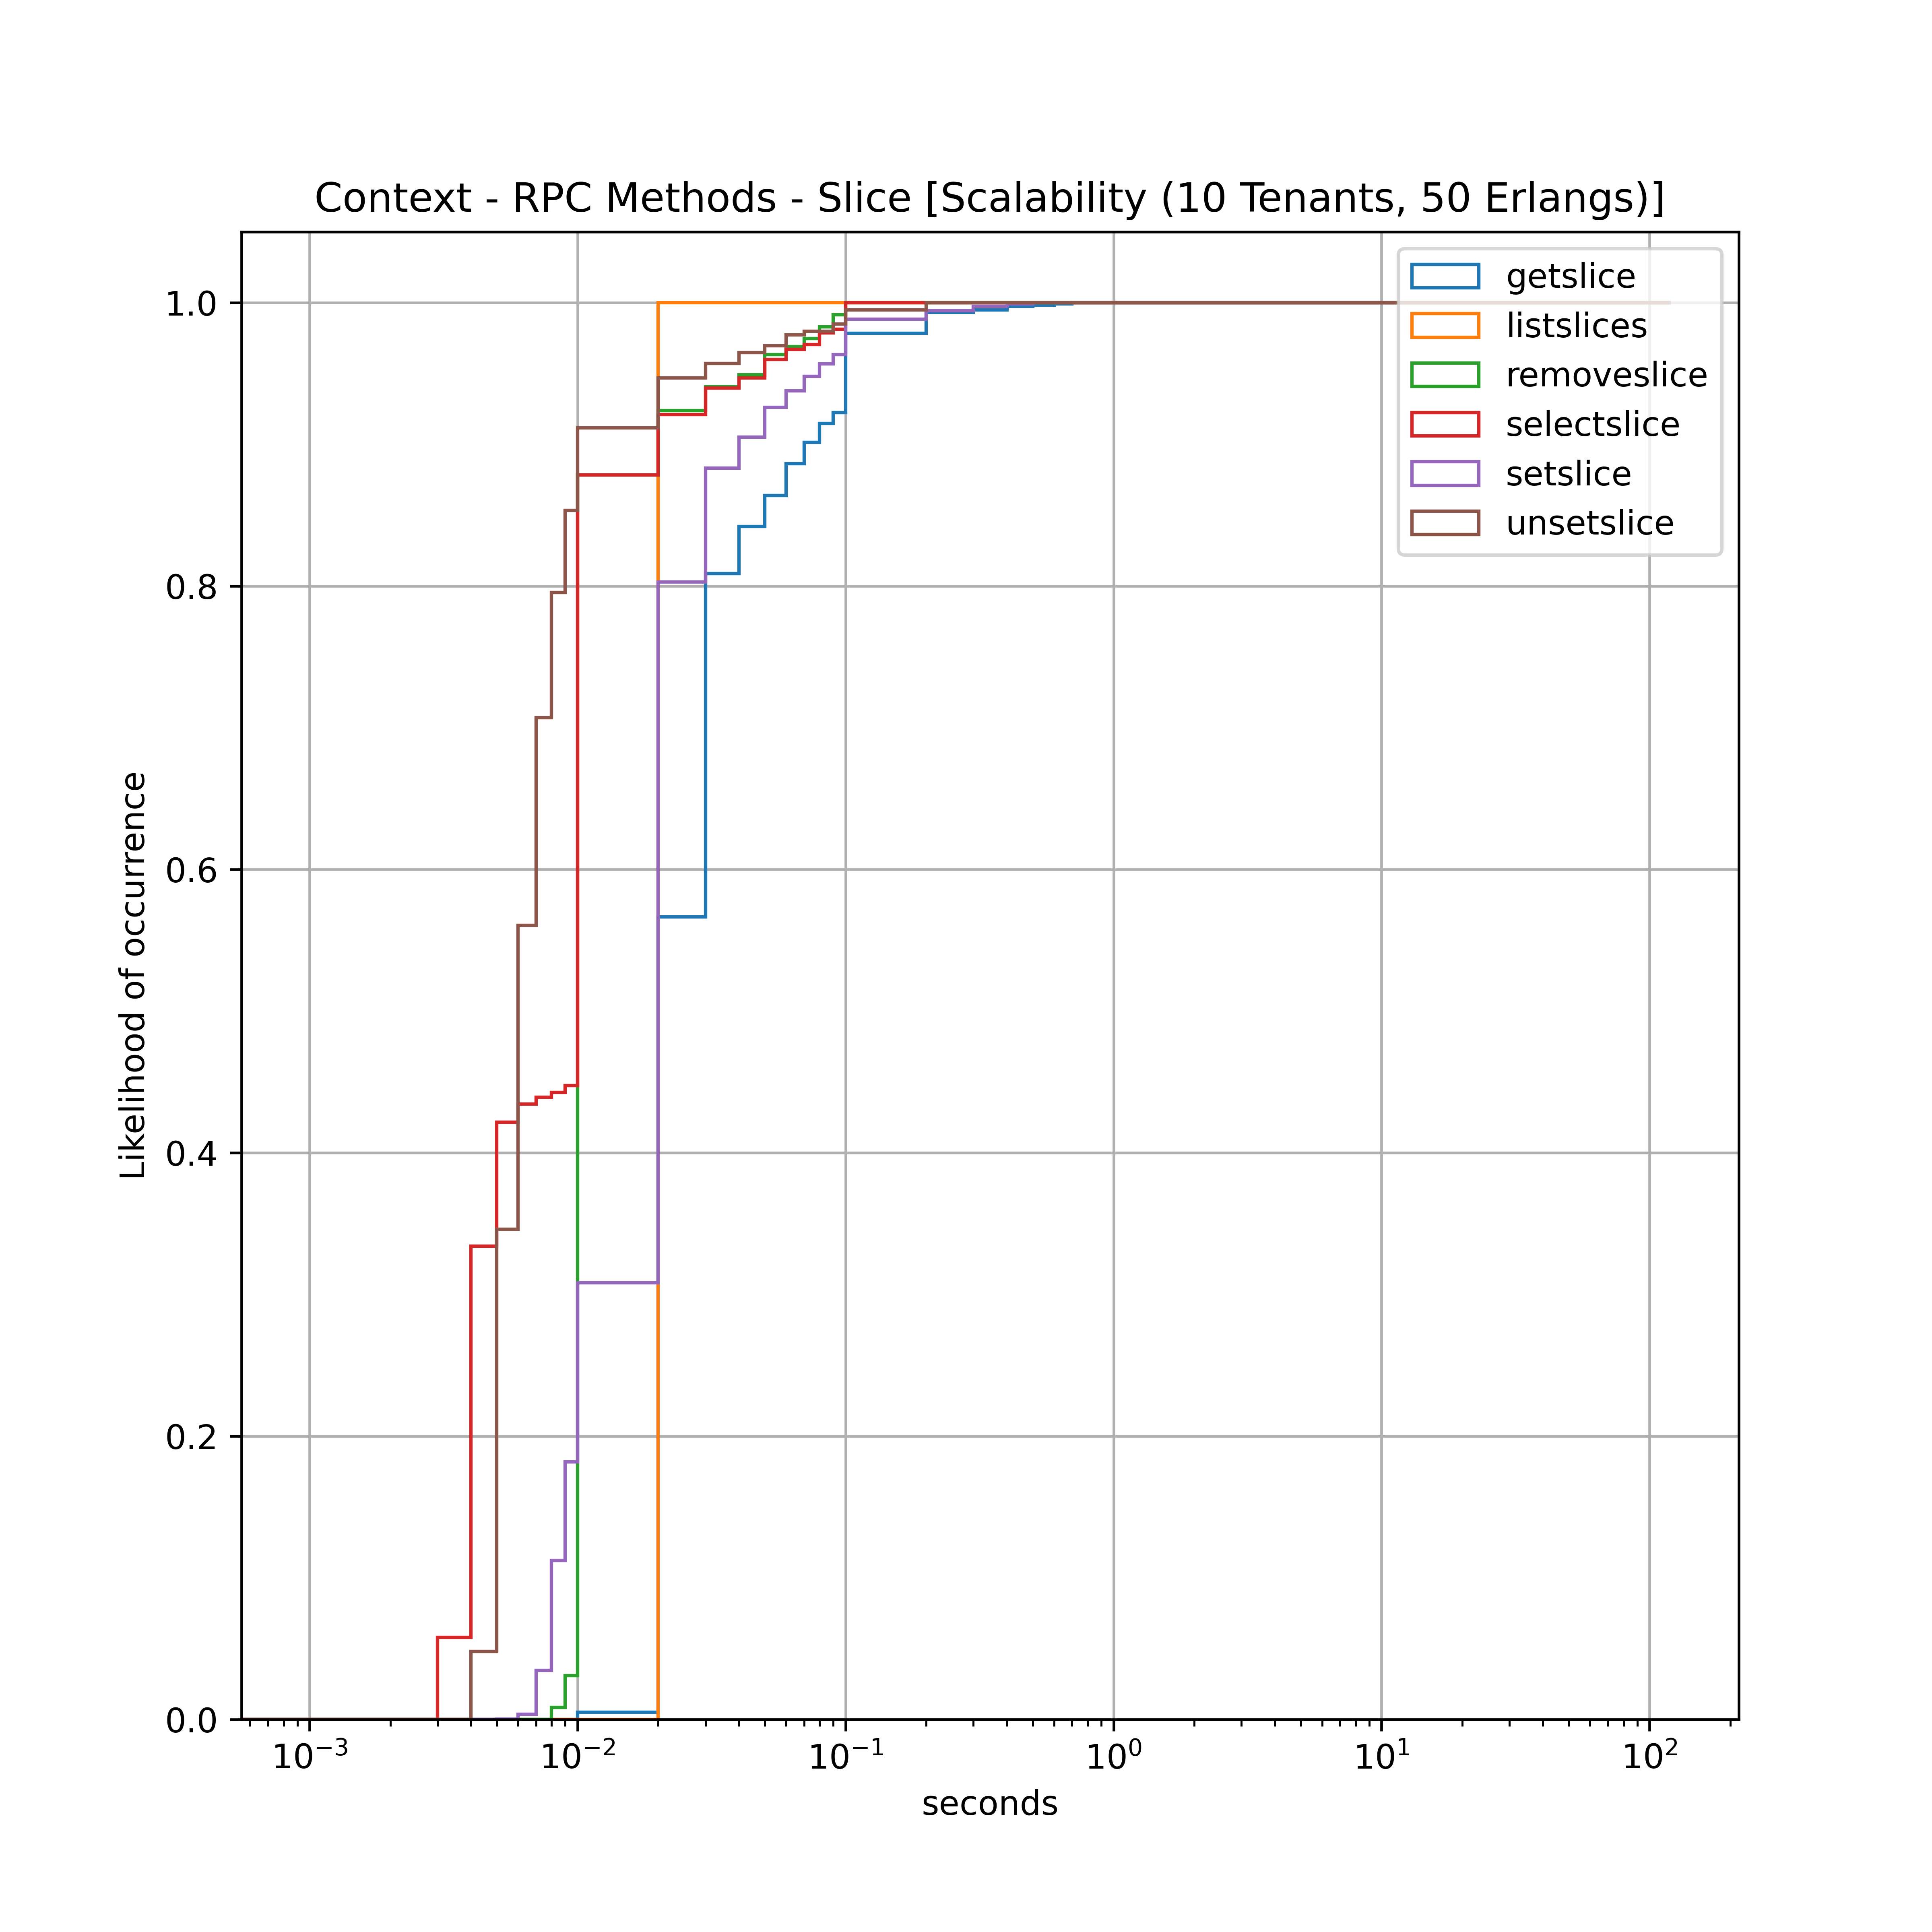 Context - RPC Methods - Slice [Scalability (10 Tenants, 50 Erlangs)]
getslice
listslices
removeslice
selectslice
setslice
unsetslice
Likelihood of occurrence
1.0
0.8
0.6
0.4
0.2
0.0
10⁻³ 10⁻² 10⁻¹ 10⁰ 10¹ 10²
seconds